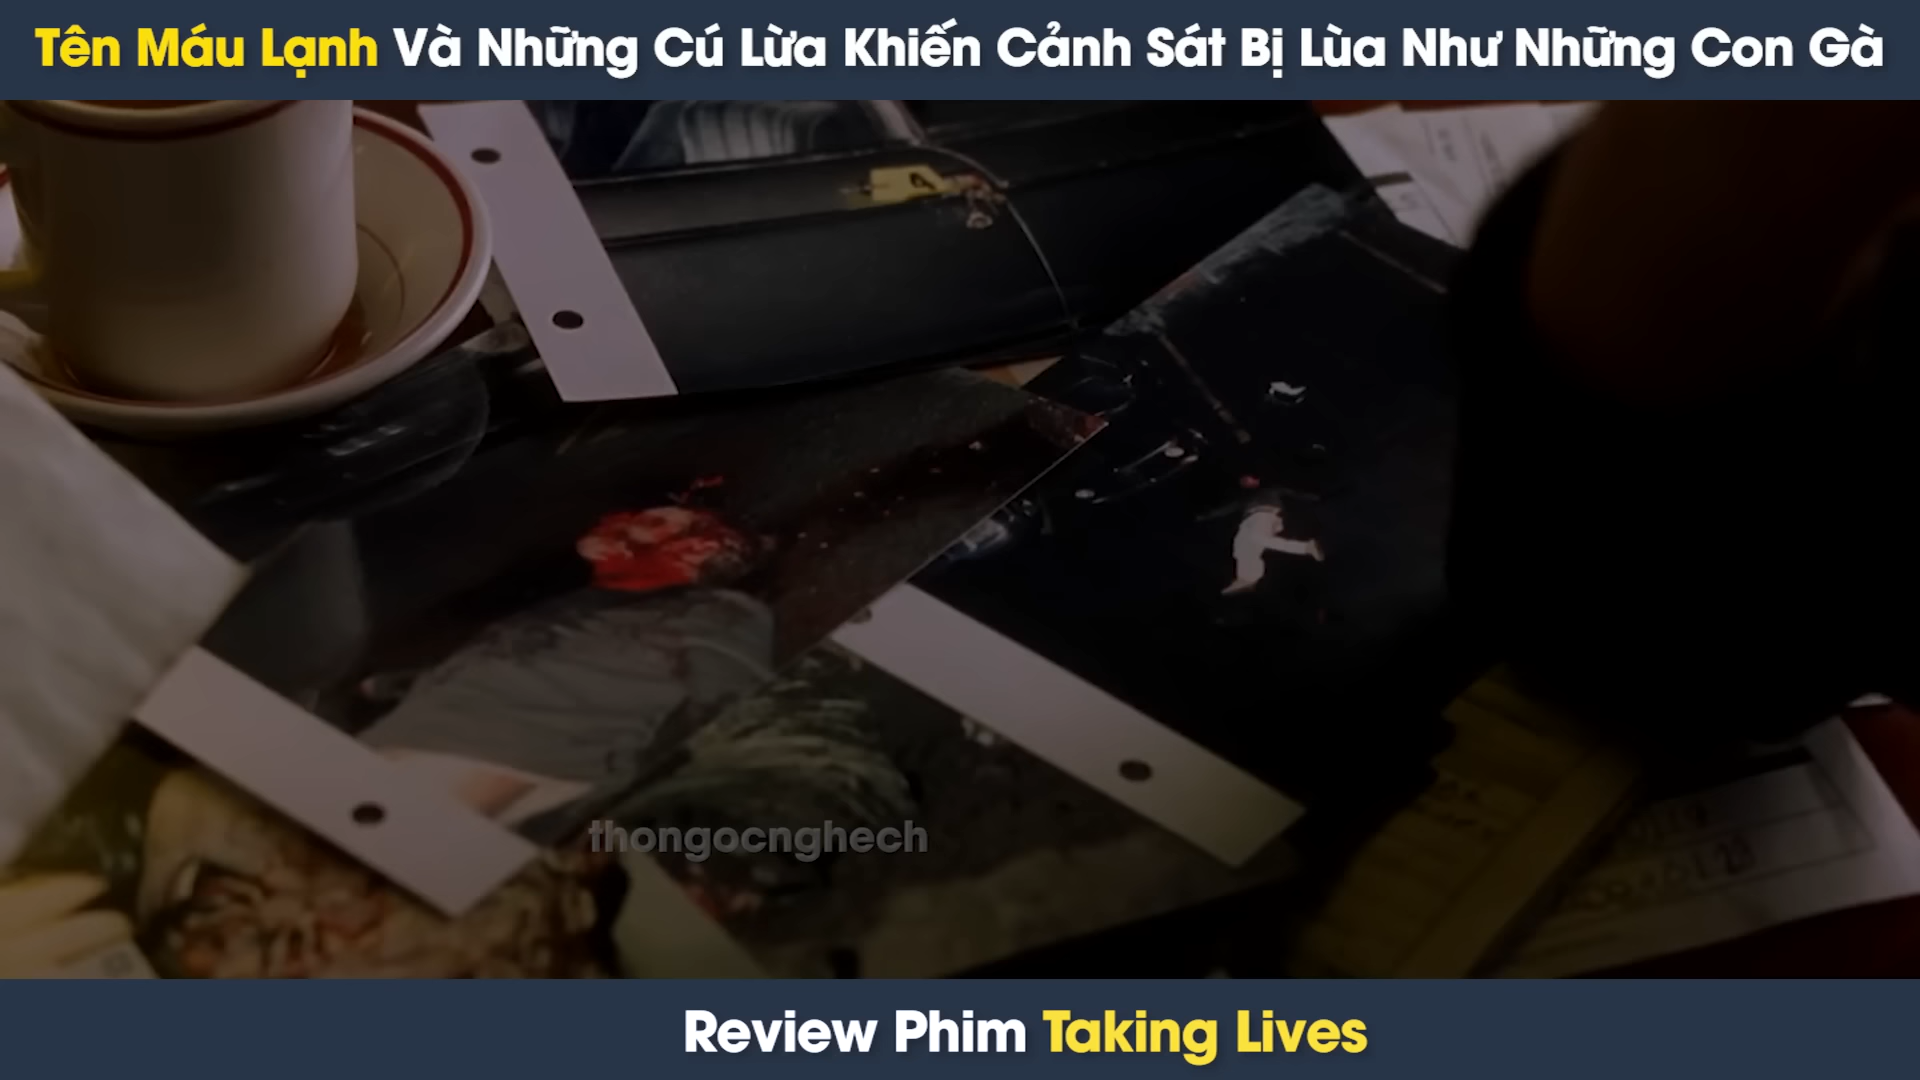 Tên Máu Lạnh Và Những Cú Lừa Khiến Cảnh Sát Bị Lùa Như Những Con Gà
4
thongocnghech
Review Phim Taking Lives